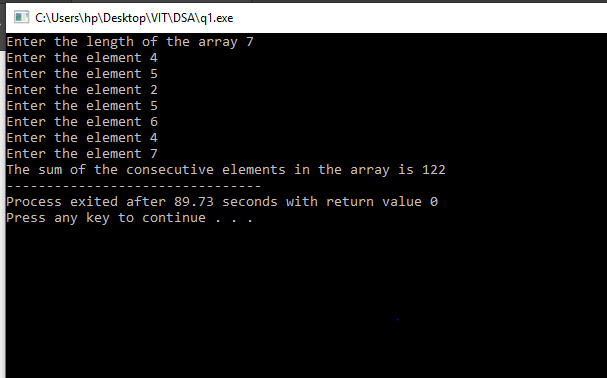 C:\Users\hp\Desktop\VIT\DSA\q1.exe
Enter the length of the array 7
Enter the element 4
Enter the element 5
Enter the element 2
Enter the element 5
Enter the element 6
Enter the element 4
Enter the element 7
The sum of the consecutive elements in the array is 122
--------------------------------
Process exited after 89.73 seconds with return value 0
Press any key to continue . . .